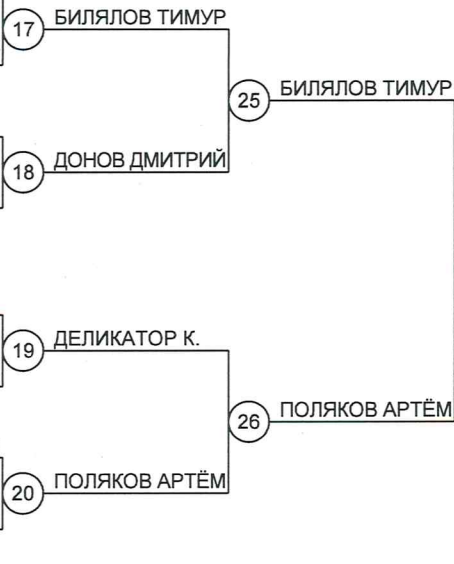 17 БИЛЯЛОВ ТИМУР
25 БИЛЯЛОВ ТИМУР
18 ДОНОВ ДМИТРИЙ
19 ДЕЛИКАТОР К.
26 ПОЛЯКОВ АРТЁМ
20 ПОЛЯКОВ АРТЁМ